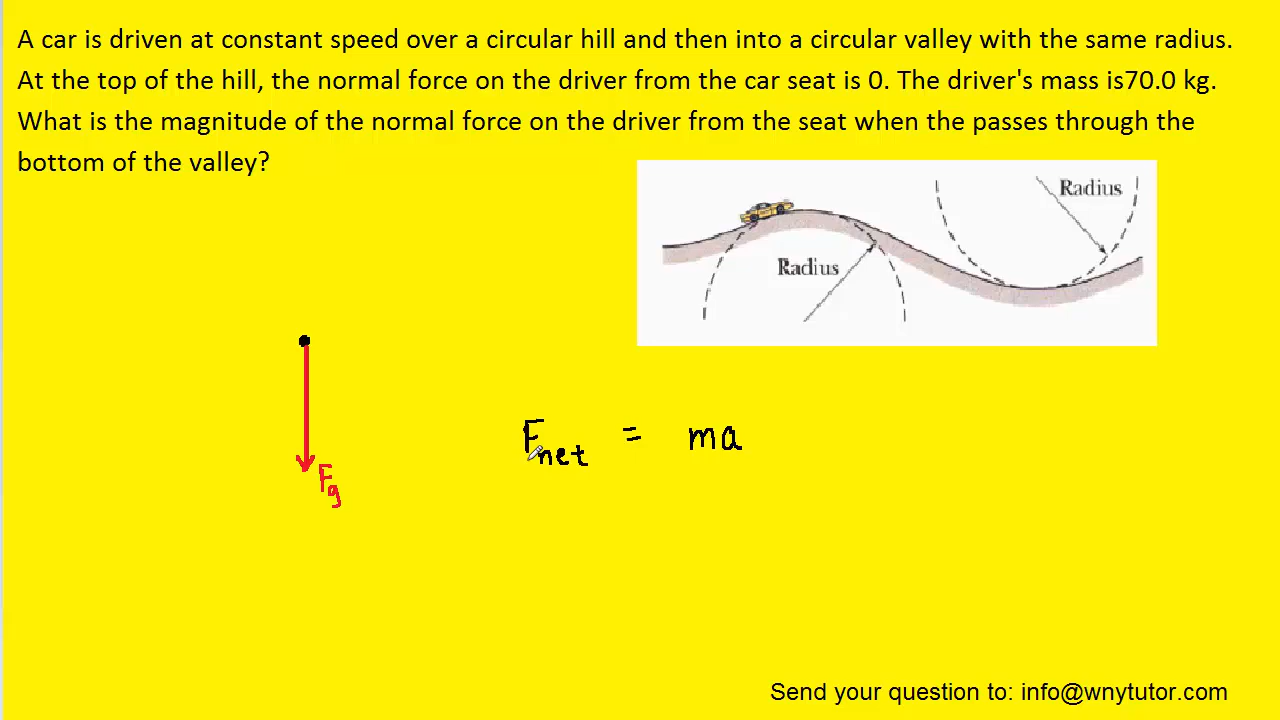 A car is driven at constant speed over a circular hill and then into a circular valley with the same radius.
At the top of the hill, the normal force on the driver from the car seat is 0. The driver's mass is70.0 kg.
What is the magnitude of the normal force on the driver from the seat when the passes through the
bottom of the valley?
Radius
Radius
Fg
Fnet = ma
Send your question to: info@wnytutor.com